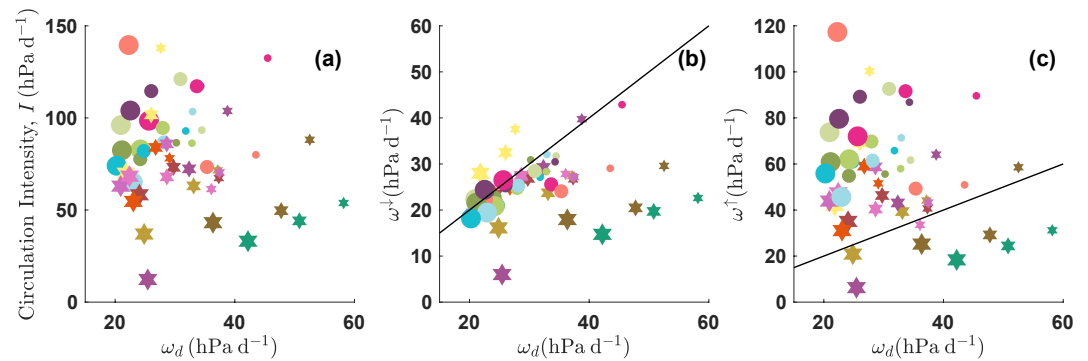 Circulation Intensity, I (hPa d⁻¹)
150
100
50
0
20 40 60
ω_d (hPa d⁻¹)
(a)
ω↓(hPa d⁻¹)
60
50
40
30
20
10
0
20 40 60
ω_d (hPa d⁻¹)
(b)
ω↑(hPa d⁻¹)
120
100
80
60
40
20
0
20 40 60
ω_d (hPa d⁻¹)
(c)